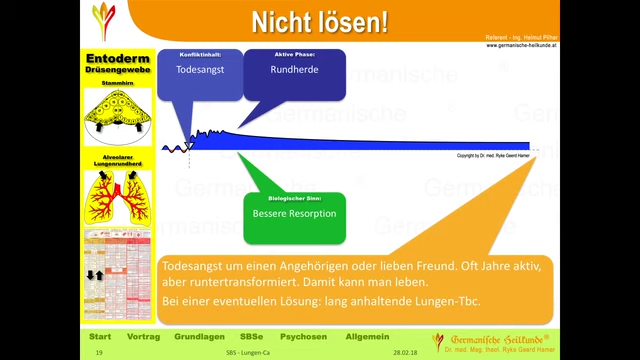 Nicht lösen!
Referent - Ing. Helmut Pilhar
www.germanische-heilkunde.at
Entoderm
Drüsengewebe
Stammhirn
Alveolarer
Lungenrundherd
Konfliktinhalt:
Todesangst
Aktive Phase:
Rundherde
Copyright by Dr. med. Ryke Geerd Hamer
Biologischer Sinn:
Bessere Resorption
Todesangst um einen Angehörigen oder lieben Freund. Oft Jahre aktiv,
aber runtertransformiert. Damit kann man leben.
Bei einer eventuellen Lösung: lang anhaltende Lungen-Tbc.
Start Vortrag Grundlagen SBSe Psychosen Allgemein
Germanische Heilkunde®
Dr. med. Mag. theol. Ryke Geerd Hamer
19 SBS - Lungen-Ca 28.02.18